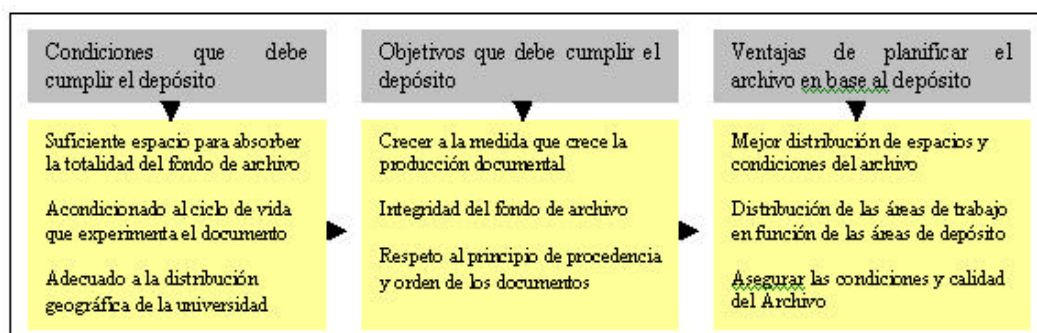 Condiciones que debe
cumplir el depósito
Suficiente espacio para absorber
la totalidad del fondo de archivo
Acondicionado al ciclo de vida
que experimenta el documento
Adecuado a la distribución
geográfica de la universidad
Objetivos que debe cumplir el
depósito
Crecer a la medida que crece la
producción documental
Integridad del fondo de archivo
Respeto al principio de procedencia
y orden de los documentos
Ventajas de planificar el
archivo en base al depósito
Mejor distribución de espacios y
condiciones del archivo
Distribución de las áreas de trabajo
en función de las áreas de depósito
Asegurar las condiciones y calidad
del Archivo